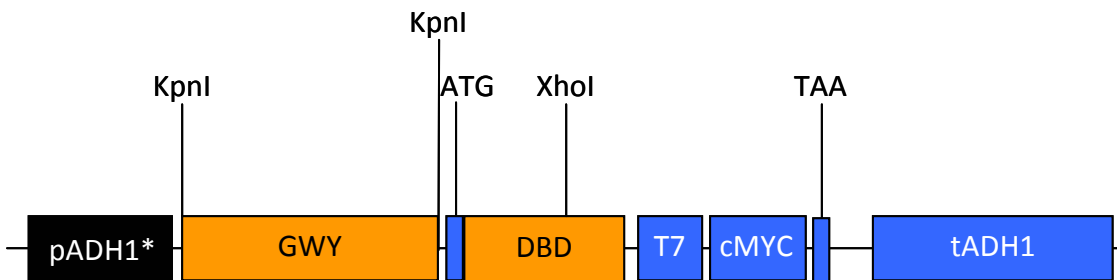 KpnI
KpnI ATG XhoI TAA
pADH1* GWY DBD T7 cMYC tADH1